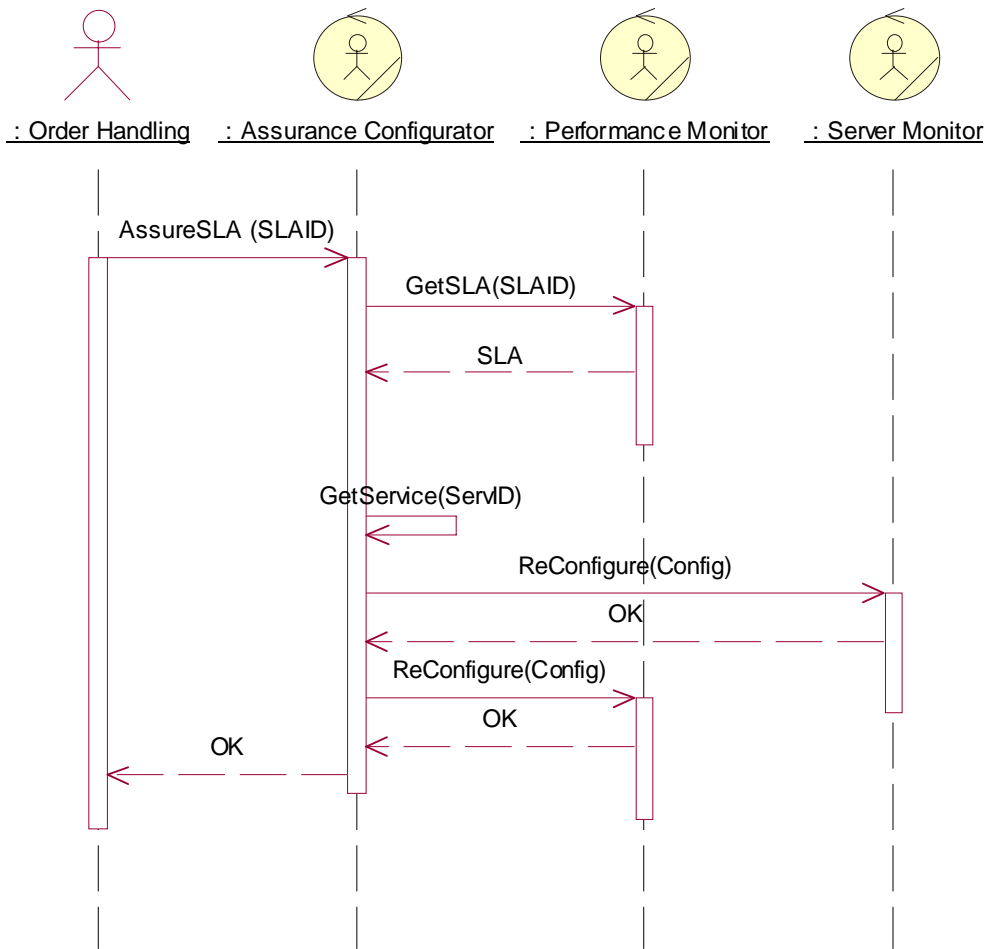 : Order Handling
: Assurance Configurator
: Performance Monitor
: Server Monitor
AssureSLA (SLAID)
GetSLA(SLAID)
SLA
GetService(ServID)
ReConfigure(Config)
OK
ReConfigure(Config)
OK
OK